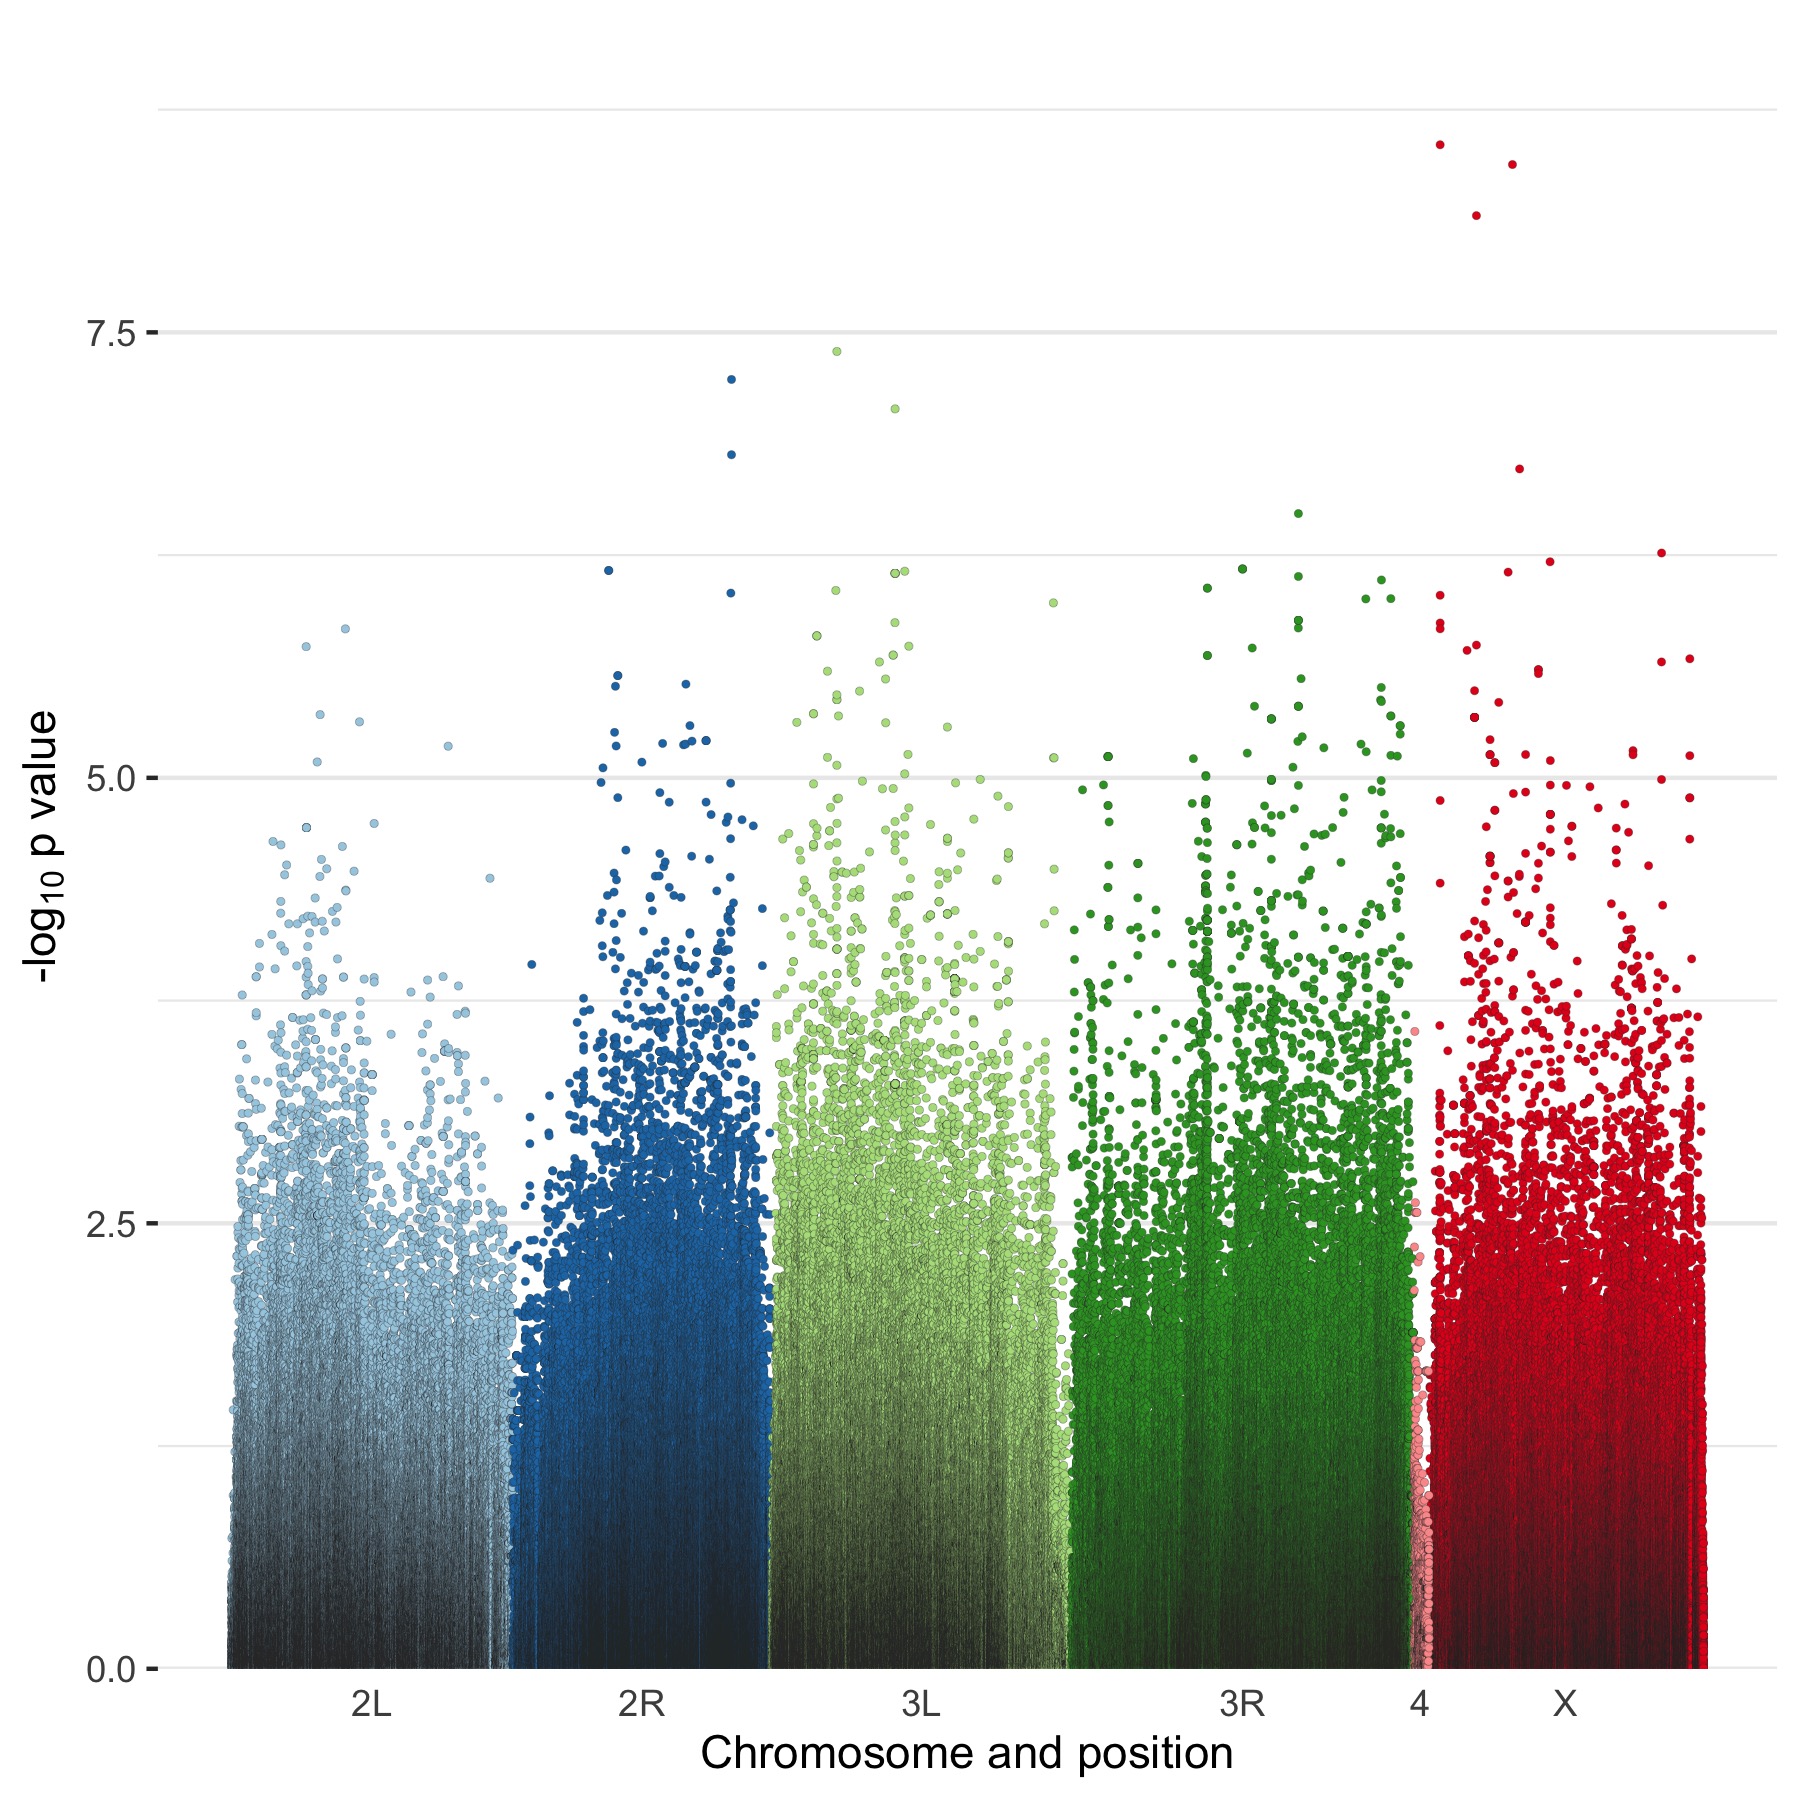 -log₁₀ p value
7.5
5.0
2.5
0.0
2L 2R 3L 3R 4 X
Chromosome and position